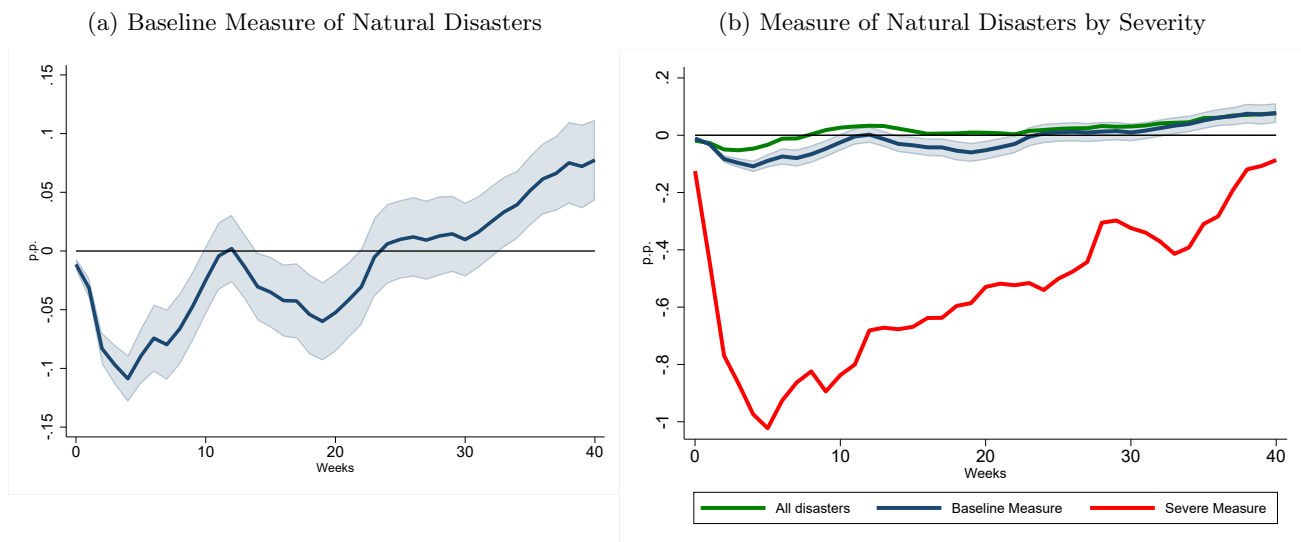 (a) Baseline Measure of Natural Disasters
.15
.1
.05
0
-.05
-.1
-.15
p.p.
0 10 20 30 40
Weeks
(b) Measure of Natural Disasters by Severity
.2
0
-.2
-.4
-.6
-.8
-1
p.p.
0 10 20 30 40
Weeks
All disasters Baseline Measure Severe Measure